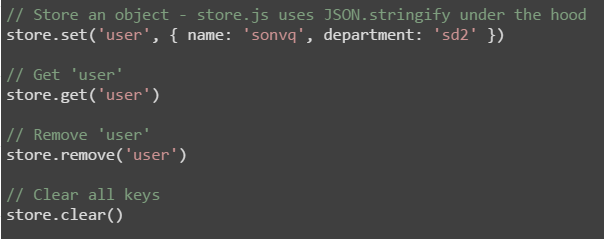 // Store an object - store.js uses JSON.stringify under the hood
store.set('user', { name: 'sonvq', department: 'sd2' })
// Get 'user'
store.get('user')
// Remove 'user'
store.remove('user')
// Clear all keys
store.clear()